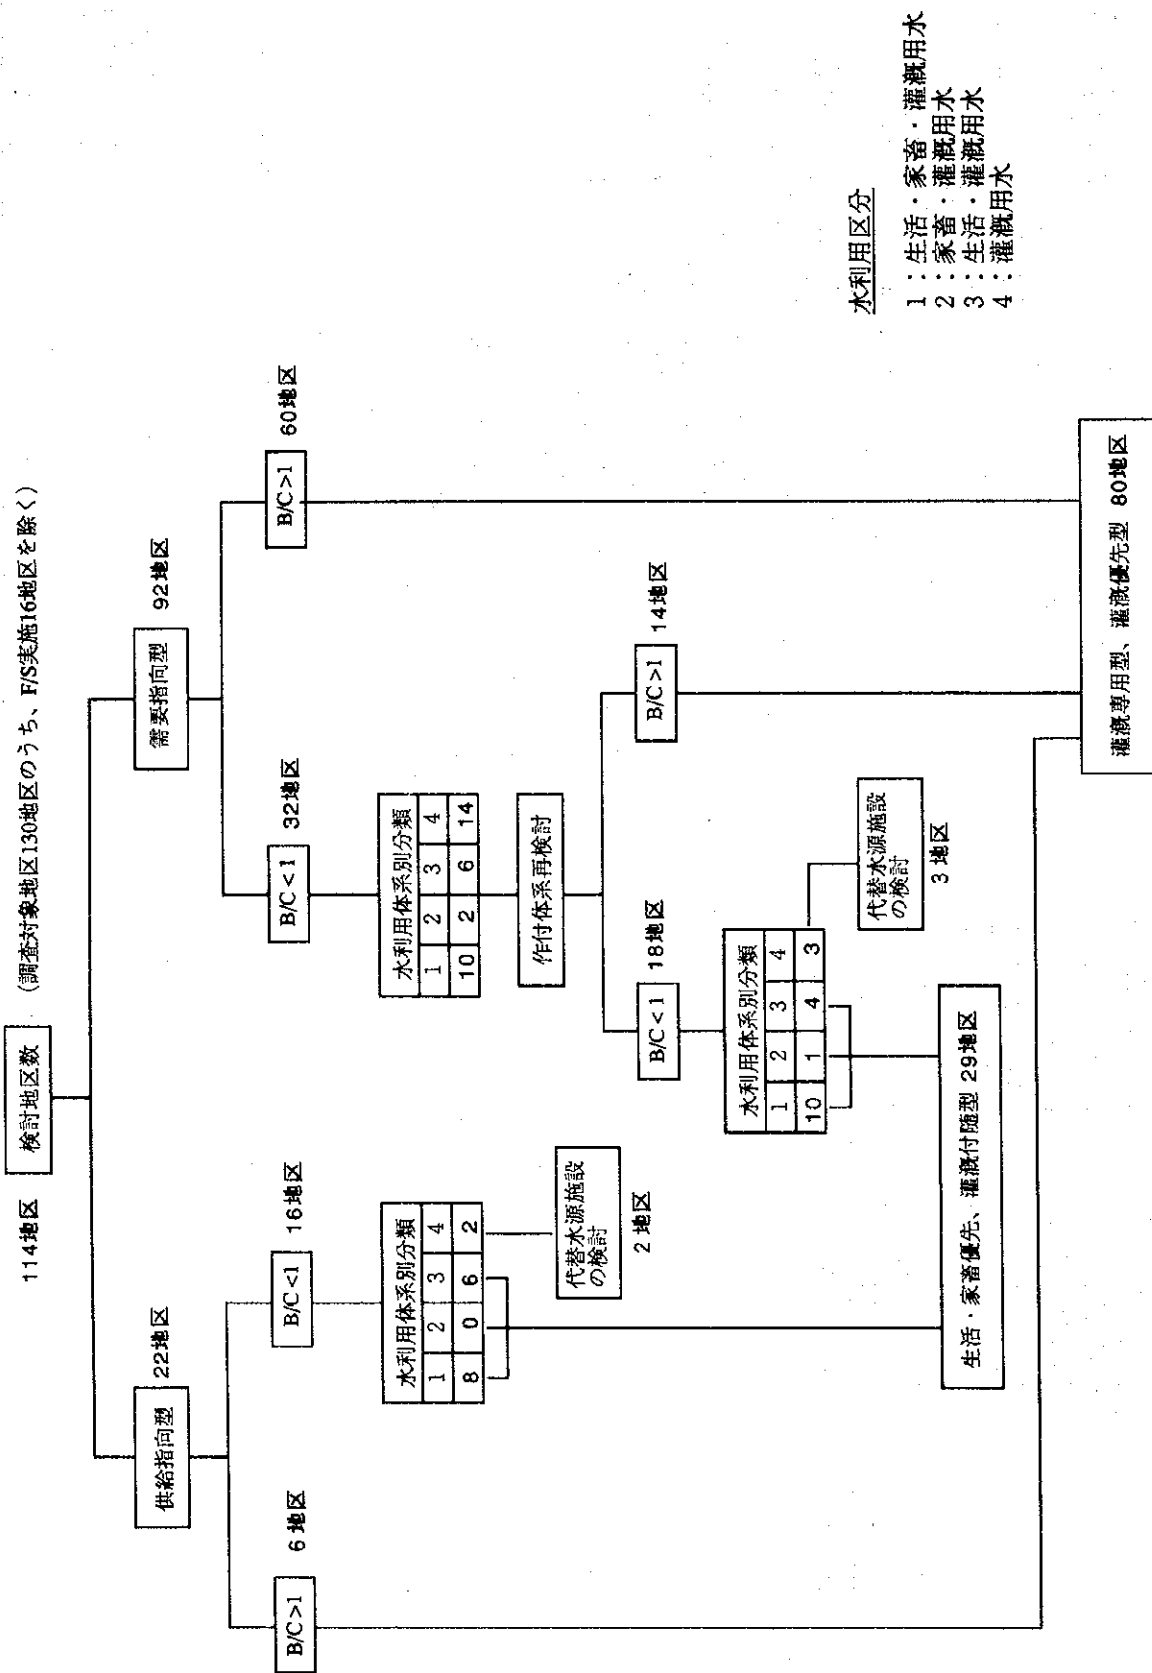 114地区
検討地区数
(調査対象地区130地区のうち、F/S実施16地区を除く)
供給指向型
22地区
需要指向型
92地区
B/C>1
6地区
B/C<1
16地区
B/C<1
32地区
B/C>1
60地区
水利用体系別分類
1 2 3 4
8 0 6 2
水利用体系別分類
1 2 3 4
10 2 6 14
作付体系再検討
代替水源施設
の検討
2地区
B/C<1
18地区
B/C>1
14地区
水利用体系別分類
1 2 3 4
10 1 4 3
代替水源施設
の検討
3地区
生活・家畜優先、灌漑付随型 29地区
灌漑専用型、灌漑優先型 80地区
水利用区分
1：生活・家畜・灌漑用水
2：家畜・灌漑用水
3：生活・灌漑用水
4：灌漑用水